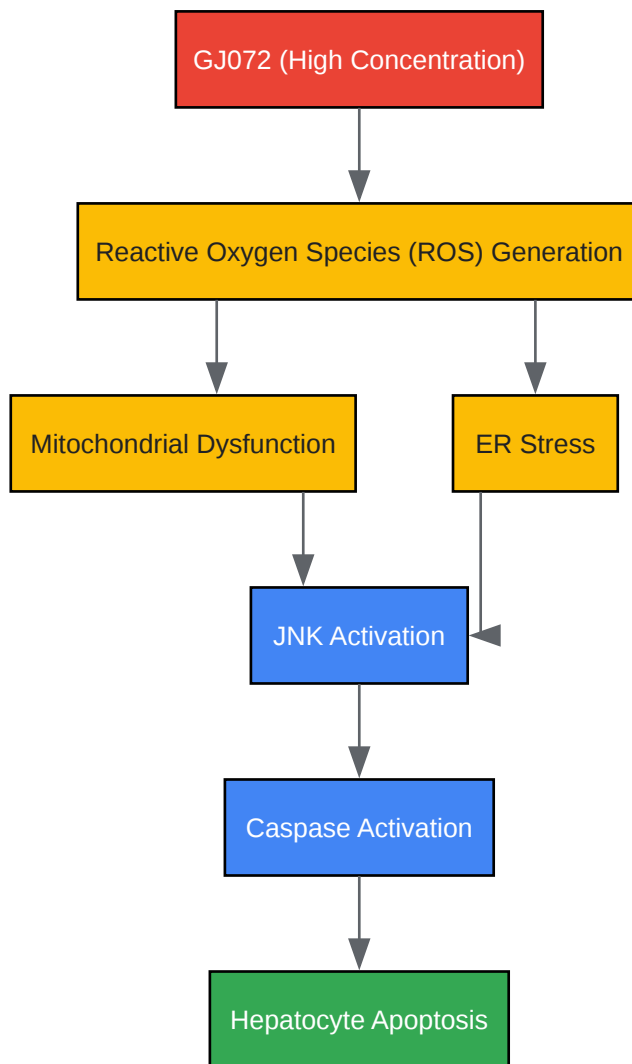 GJ072 (High Concentration)
Reactive Oxygen Species (ROS) Generation
Mitochondrial Dysfunction
ER Stress
JNK Activation
Caspase Activation
Hepatocyte Apoptosis